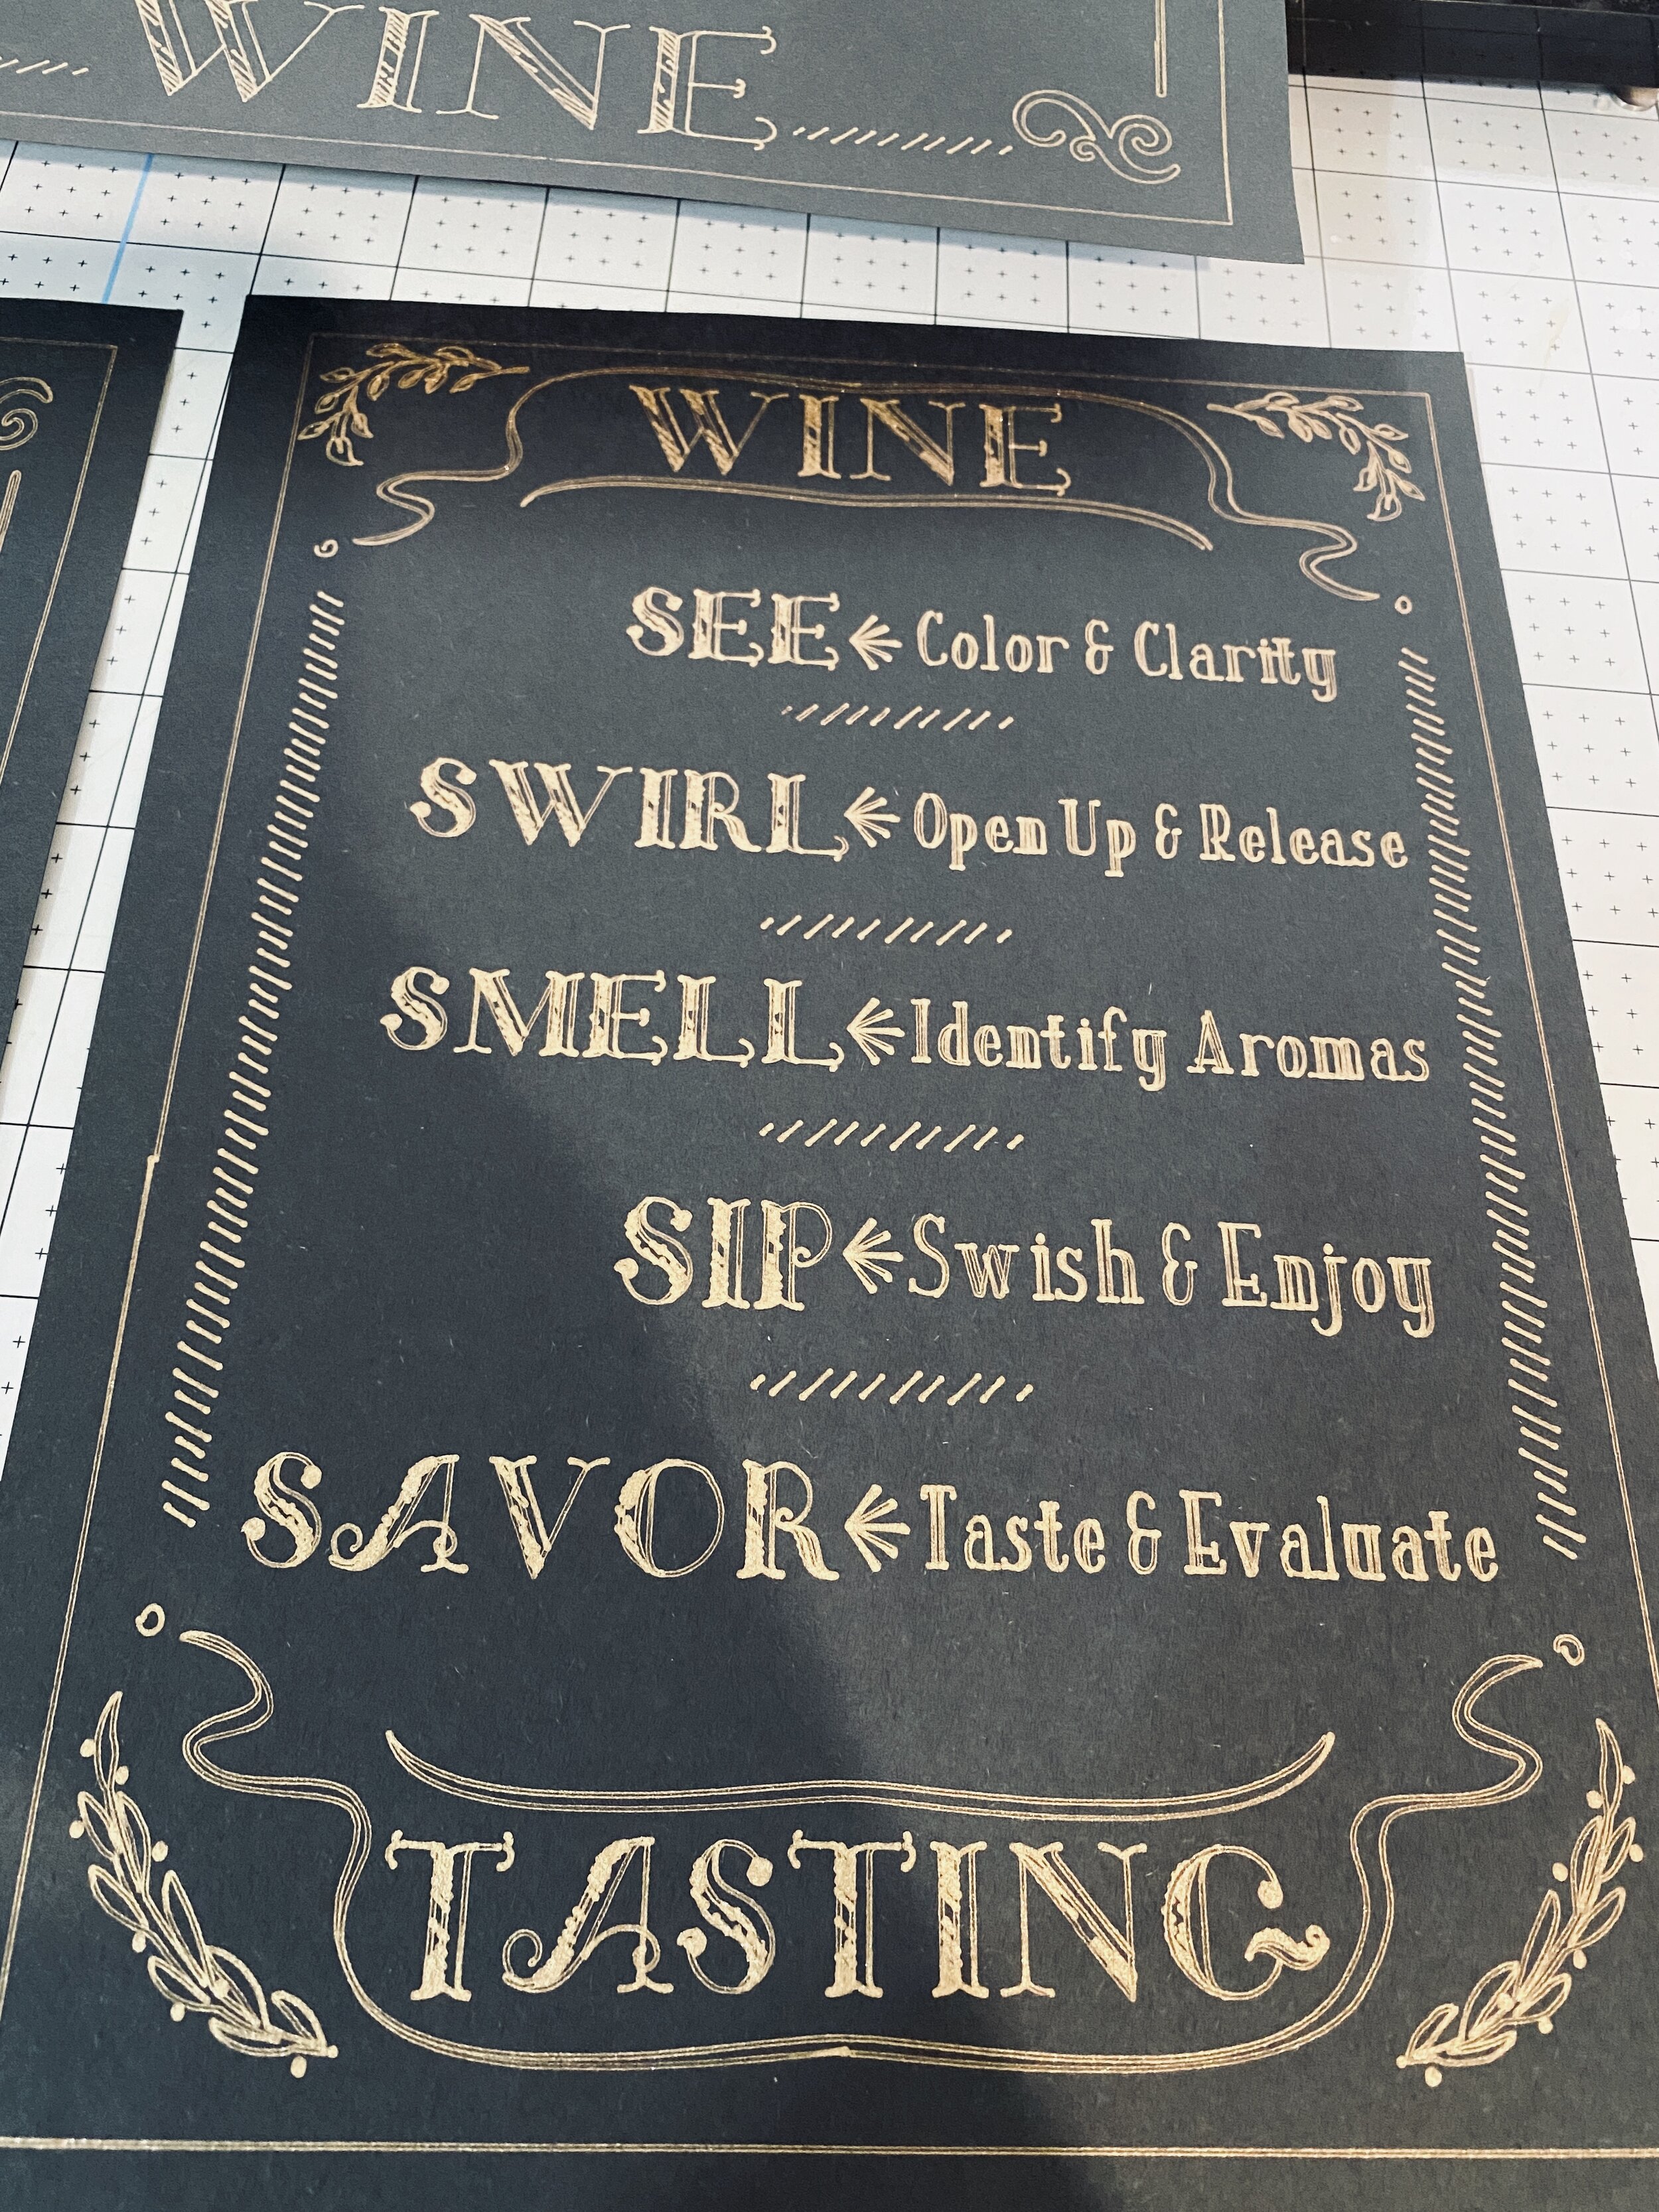 WINE
WINE
SEE Color & Clarity
SWIRL Open Up & Release
SMELL Identify Aromas
SIP Swish & Enjoy
SAVOR Taste & Evaluate
TASTING